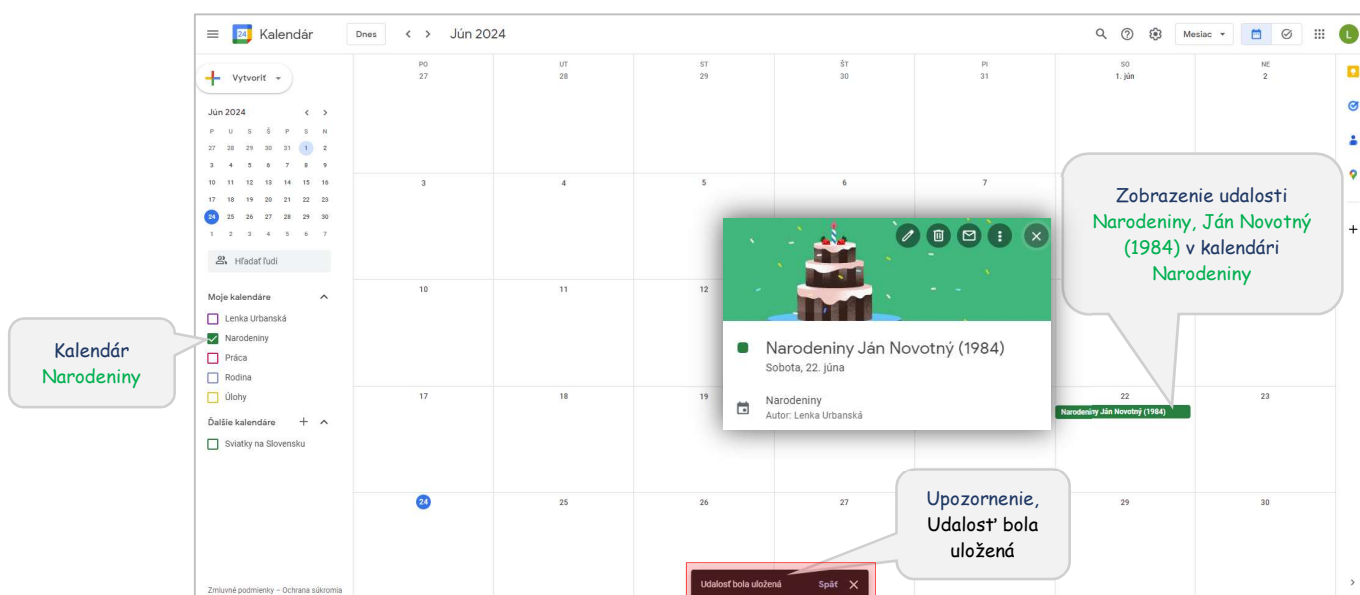 24 Kalendár Dnes Jún 2024 Mesiac L
Vytvoriť
Jún 2024
P U S Š P S N
27 28 29 30 31 1 2
3 4 5 6 7 8 9
10 11 12 13 14 15 16
17 18 19 20 21 22 23
24 25 26 27 28 29 30
1 2 3 4 5 6 7
Hľadať ľudí
Moje kalendáre
Lenka Urbanská
Narodeniny
Práca
Rodina
Úlohy
Ďalšie kalendáre
Sviatky na Slovensku
Zmluvné podmienky – Ochrana súkromia
Kalendár
Narodeniny
PO UT ST ŠT PI SO NE
27 28 29 30 31 1. jún 2
3 4 5 6 7
Zobrazenie udalosti
Narodeniny, Ján Novotný
(1984) v kalendári
Narodeniny
10 11 12
Narodeniny Ján Novotný (1984)
Sobota, 22. júna
Narodeniny
Autor: Lenka Urbanská
17 18 19 22 23
Narodeniny Ján Novotný (1984)
24 25 26 27 29 30
Upozornenie,
Udalosť bola
uložená
Udalosť bola uložená Späť